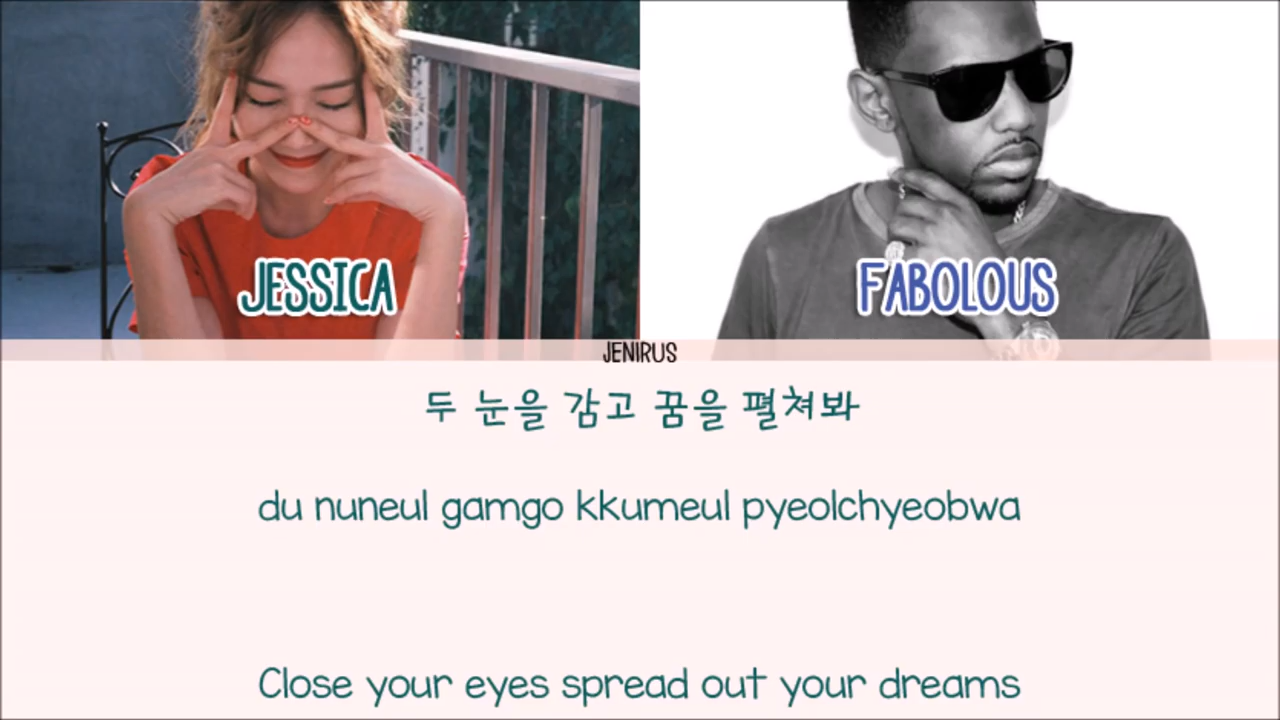 JESSICA
FABOLOUS
JENIRUS
두 눈을 감고 꿈을 펼쳐봐
du nuneul gamgo kkumeul pyeolchyeobwa
Close your eyes spread out your dreams